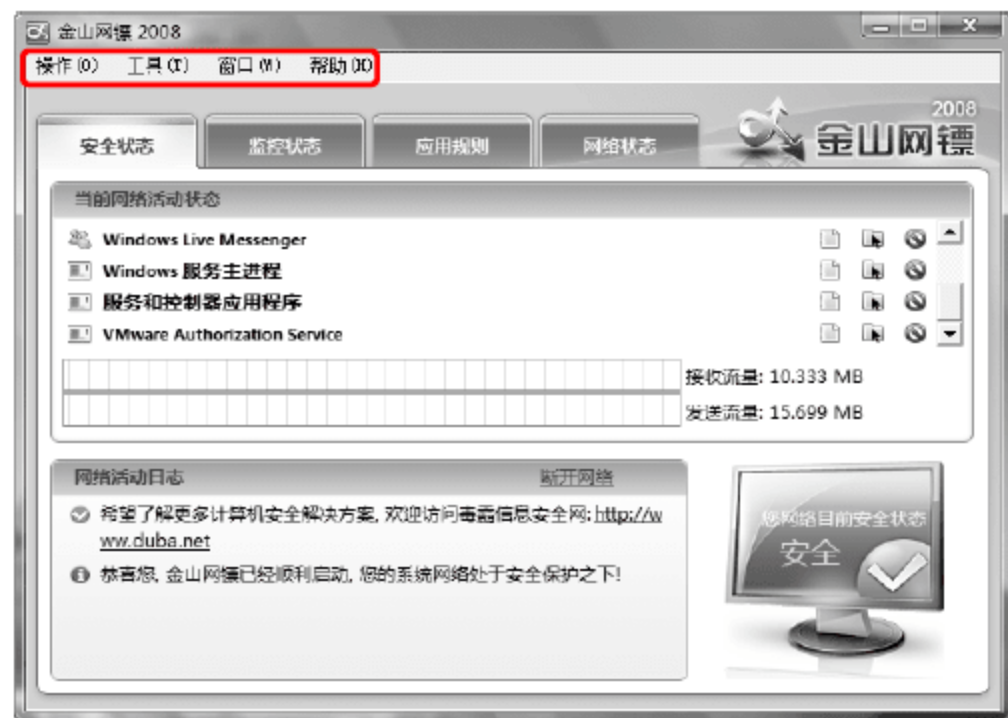 金山网镖 2008
操作(O) 工具(T) 窗口(W) 帮助(H)
2008
金山网镖
安全状态 监控状态 应用规则 网络状态
当前网络活动状态
Windows Live Messenger
Windows 服务主进程
服务和控制器应用程序
VMware Authorization Service
接收流量: 10.333 MB
发送流量: 15.699 MB
网络活动日志 断开网络
希望了解更多计算机安全解决方案, 欢迎访问毒霸信息安全网: http://w
ww.duba.net
恭喜您, 金山网镖已经顺利启动, 您的系统网络处于安全保护之下!
您网络目前安全状态
安全